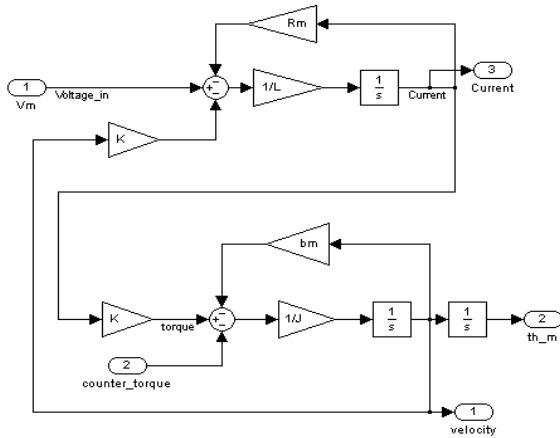 Rm
1
Vm
Voltage_in
1/L
1
s
Current
3
Current
K
bm
K
torque
1/J
1
s
1
s
2
th_m
2
counter_torque
1
velocity